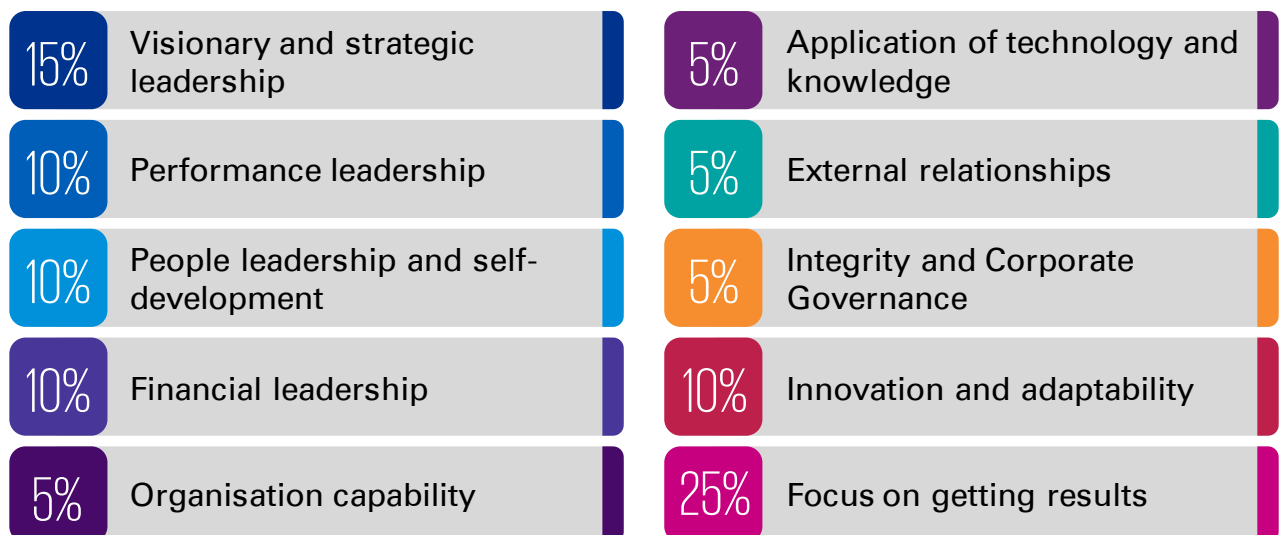 15%
Visionary and strategic
leadership
10%
Performance leadership
10%
People leadership and self-
development
10%
Financial leadership
5%
Organisation capability
5%
Application of technology and
knowledge
5%
External relationships
5%
Integrity and Corporate
Governance
10%
Innovation and adaptability
25%
Focus on getting results